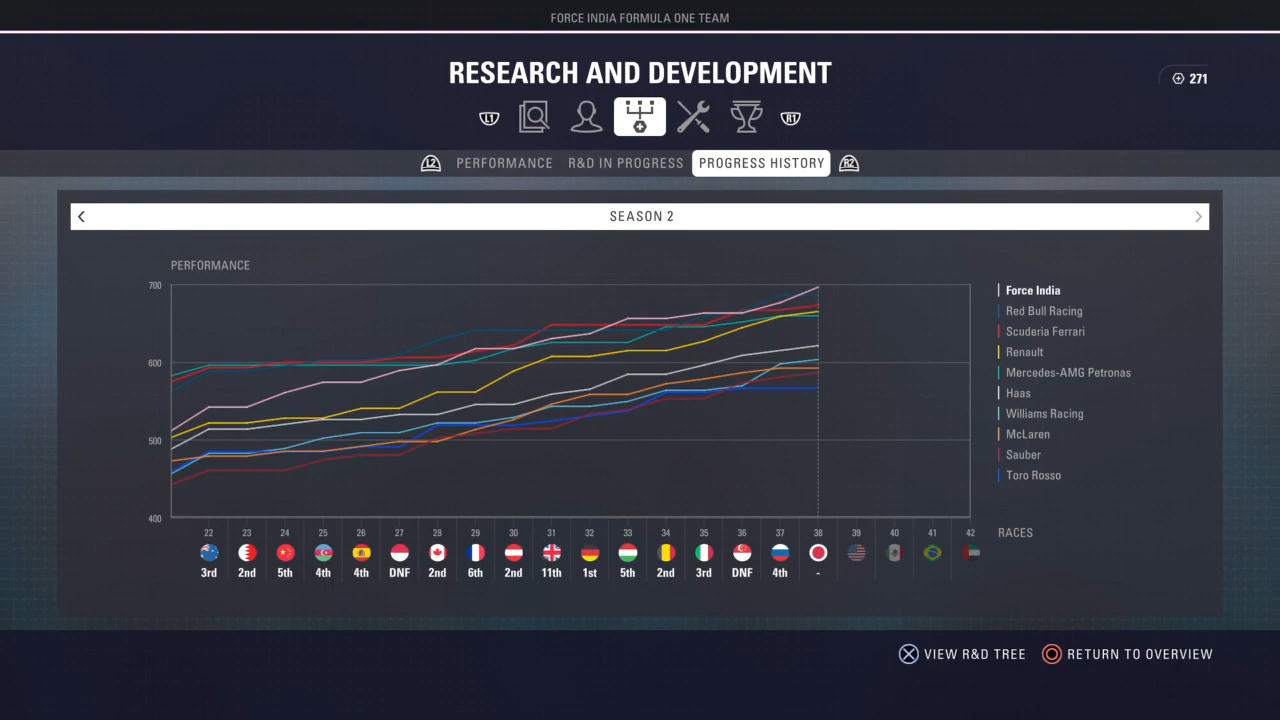 FORCE INDIA FORMULA ONE TEAM
RESEARCH AND DEVELOPMENT
271
L1 R1
L2 PERFORMANCE R&D IN PROGRESS PROGRESS HISTORY R2
SEASON 2
PERFORMANCE
700
600
500
400
Force India
Red Bull Racing
Scuderia Ferrari
Renault
Mercedes-AMG Petronas
Haas
Williams Racing
McLaren
Sauber
Toro Rosso
22 23 24 25 26 27 28 29 30 31 32 33 34 35 36 37 38 39 40 41 42 RACES
3rd 2nd 5th 4th 4th DNF 2nd 6th 2nd 11th 1st 5th 2nd 3rd DNF 4th -
VIEW R&D TREE RETURN TO OVERVIEW